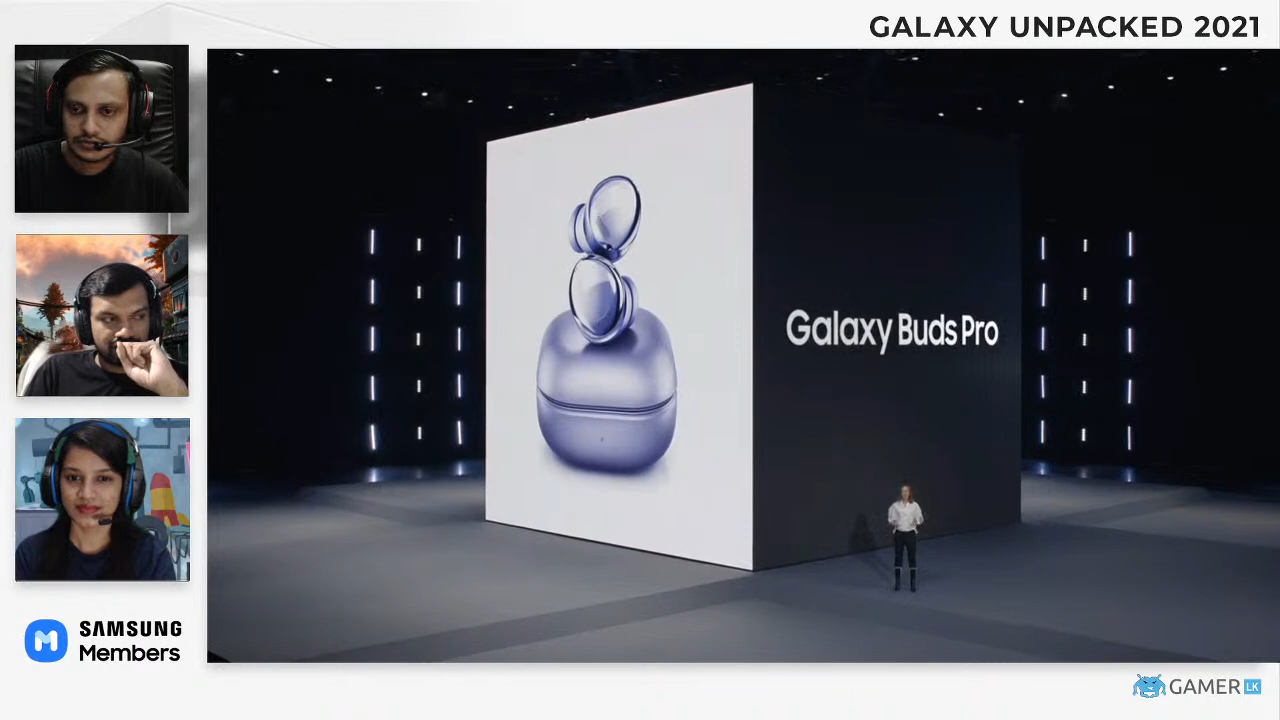 GALAXY UNPACKED 2021
Galaxy Buds Pro
SAMSUNG
Members
GAMER LK